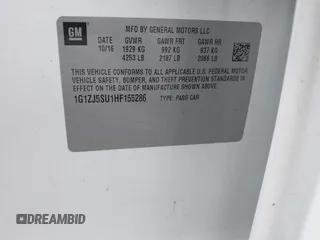 GM
MFD BY GENERAL MOTORS LLC
DATE GVWR GAWR FRT GAWR RR
10/16 1929 KG 992 KG 937 KG
4253 LB 2187 LB 2066 LB
THIS VEHICLE CONFORMS TO ALL APPLICABLE U.S. FEDERAL MOTOR VEHICLE SAFETY, BUMPER, AND THEFT PREVENTION STANDARDS IN EFFECT ON THE DATE OF MANUFACTURE SHOWN ABOVE.
1G1ZJ5SU1HF155286 TYPE: PASS CAR
DREAMBID